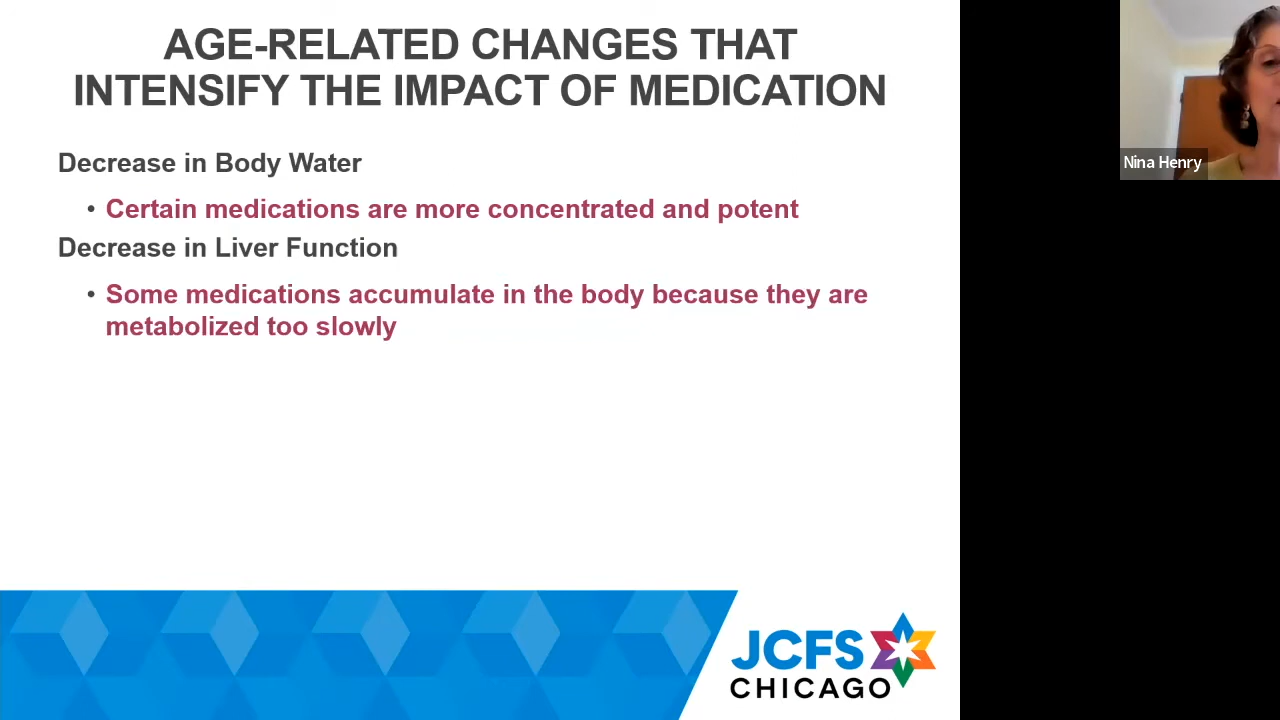 AGE-RELATED CHANGES THAT
INTENSIFY THE IMPACT OF MEDICATION
Decrease in Body Water
• Certain medications are more concentrated and potent
Decrease in Liver Function
• Some medications accumulate in the body because they are
metabolized too slowly
Nina Henry
JCFS
CHICAGO